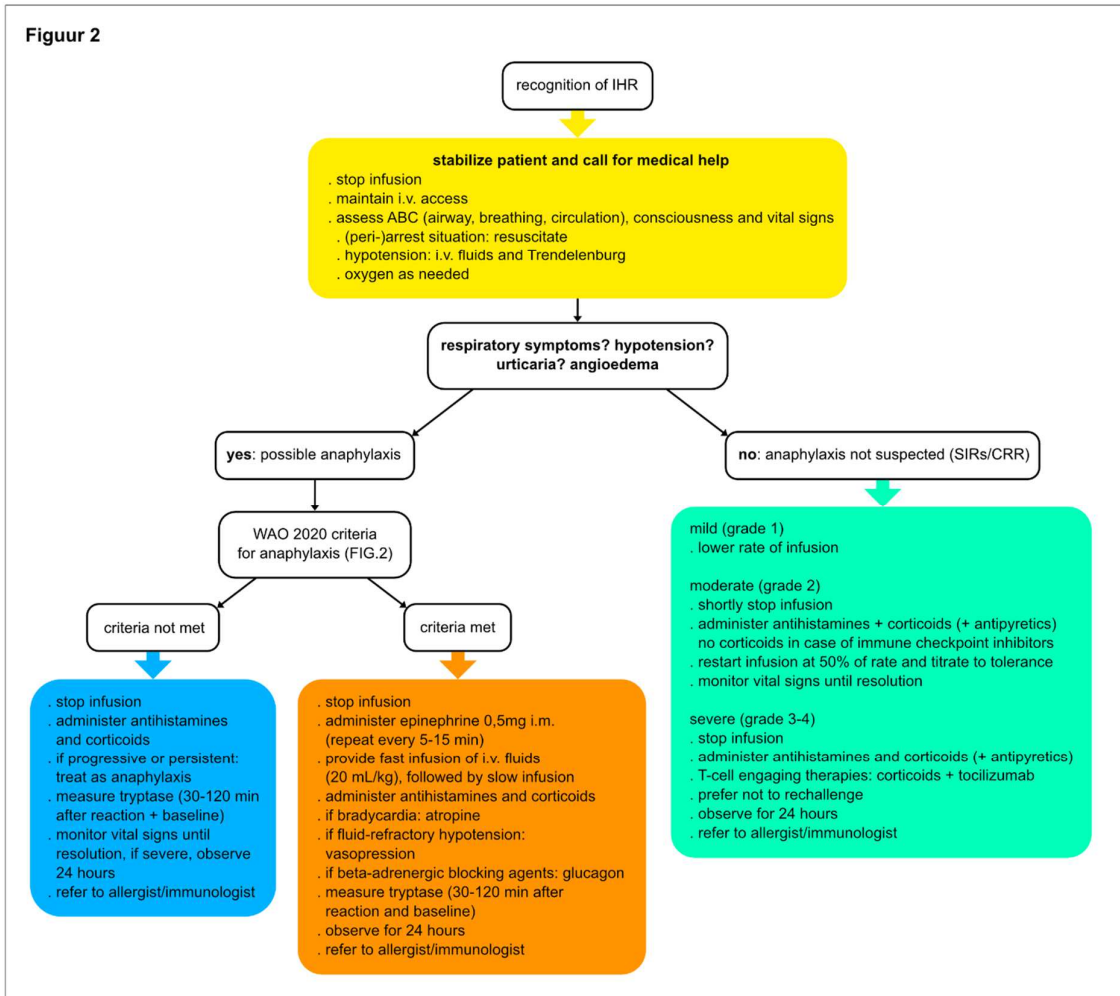 Figuur 2
recognition of IHR
stabilize patient and call for medical help
. stop infusion
. maintain i.v. access
. assess ABC (airway, breathing, circulation), consciousness and vital signs
. (peri-)arrest situation: resuscitate
. hypotension: i.v. fluids and Trendelenburg
. oxygen as needed
respiratory symptoms? hypotension?
urticaria? angioedema
yes: possible anaphylaxis
no: anaphylaxis not suspected (SIRs/CRR)
WAO 2020 criteria
for anaphylaxis (FIG.2)
criteria not met
criteria met
. stop infusion
. administer antihistamines
and corticoids
. if progressive or persistent:
treat as anaphylaxis
. measure tryptase (30-120 min
after reaction + baseline)
. monitor vital signs until
resolution, if severe, observe
24 hours
. refer to allergist/immunologist
. stop infusion
. administer epinephrine 0,5mg i.m.
(repeat every 5-15 min)
. provide fast infusion of i.v. fluids
(20 mL/kg), followed by slow infusion
. administer antihistamines and corticoids
. if bradycardia: atropine
. if fluid-refractory hypotension:
vasopression
. if beta-adrenergic blocking agents: glucagon
. measure tryptase (30-120 min after
reaction and baseline)
. observe for 24 hours
. refer to allergist/immunologist
mild (grade 1)
. lower rate of infusion
moderate (grade 2)
. shortly stop infusion
. administer antihistamines + corticoids (+ antipyretics)
no corticoids in case of immune checkpoint inhibitors
. restart infusion at 50% of rate and titrate to tolerance
. monitor vital signs until resolution
severe (grade 3-4)
. stop infusion
. administer antihistamines and corticoids (+ antipyretics)
. T-cell engaging therapies: corticoids + tocilizumab
. prefer not to rechallenge
. observe for 24 hours
. refer to allergist/immunologist